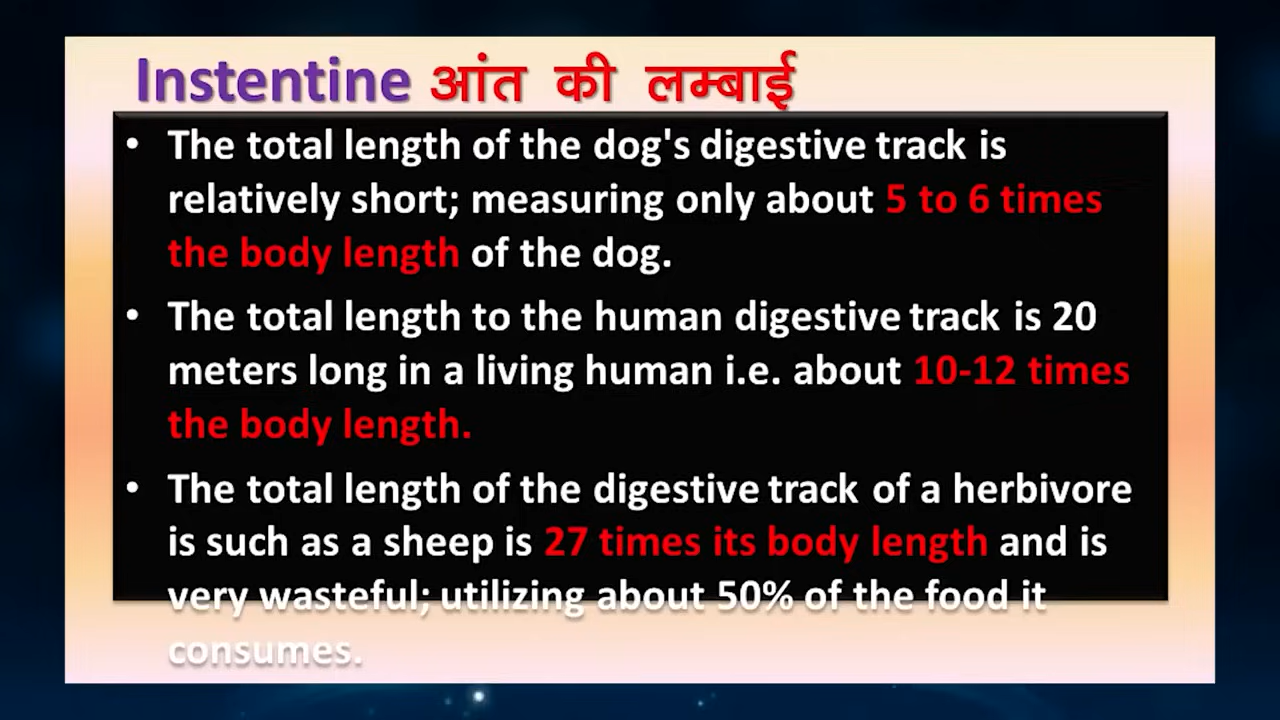 Instentine आंत की लम्बाई
• The total length of the dog's digestive track is
relatively short; measuring only about 5 to 6 times
the body length of the dog.
• The total length to the human digestive track is 20
meters long in a living human i.e. about 10-12 times
the body length.
• The total length of the digestive track of a herbivore
is such as a sheep is 27 times its body length and is
very wasteful; utilizing about 50% of the food it
consumes.